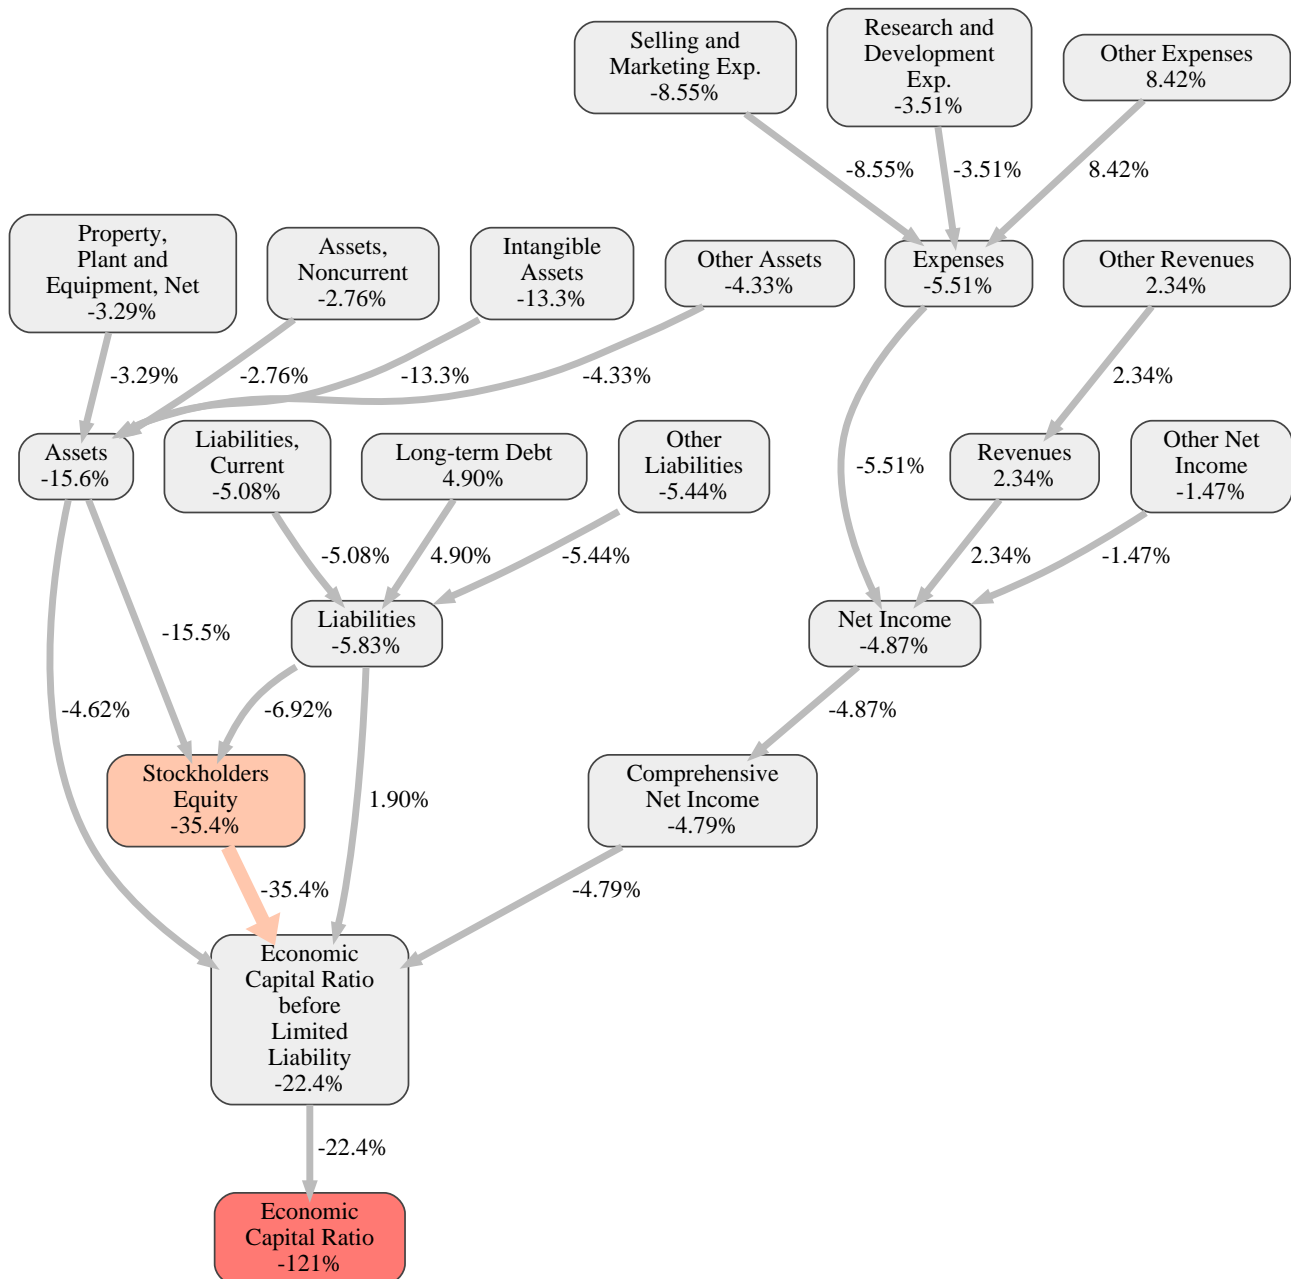 Selling and
Marketing Exp.
-8.55%
Research and
Development
Exp.
-3.51%
Other Expenses
8.42%
-8.55%
-3.51%
8.42%
Property,
Plant and
Equipment, Net
-3.29%
Assets,
Noncurrent
-2.76%
Intangible
Assets
-13.3%
Other Assets
-4.33%
Expenses
-5.51%
Other Revenues
2.34%
-3.29%
-2.76%
-13.3%
-4.33%
2.34%
Assets
-15.6%
Liabilities,
Current
-5.08%
Long-term Debt
4.90%
Other
Liabilities
-5.44%
-5.51%
Revenues
2.34%
Other Net
Income
-1.47%
-5.08%
4.90%
-5.44%
2.34%
-1.47%
-15.5%
Liabilities
-5.83%
Net Income
-4.87%
-4.62%
-6.92%
-4.87%
Stockholders
Equity
-35.4%
1.90%
Comprehensive
Net Income
-4.79%
-35.4%
-4.79%
Economic
Capital Ratio
before
Limited
Liability
-22.4%
-22.4%
Economic
Capital Ratio
-121%